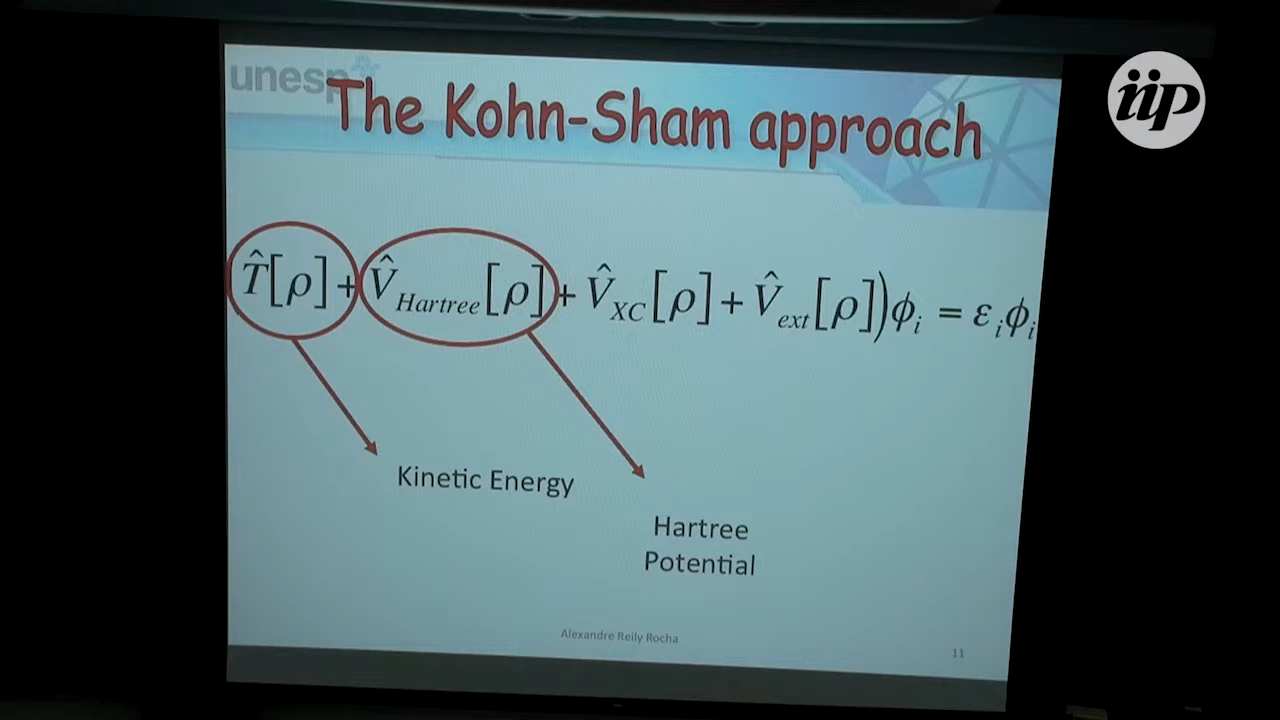 unesp
The Kohn-Sham approach
iip
T̂[ρ] + V̂_Hartree[ρ] + V̂_XC[ρ] + V̂_ext[ρ])ϕ_i = ε_iϕ_i
Kinetic Energy
Hartree
Potential
Alexandre Reily Rocha
11